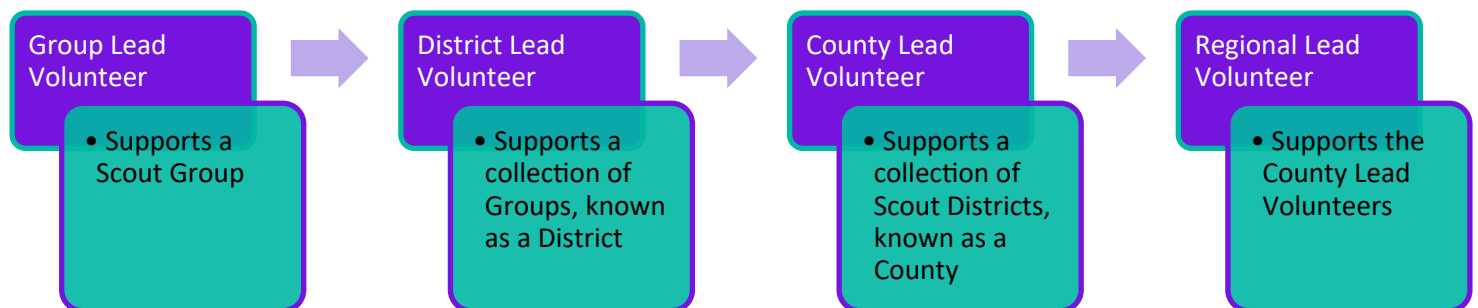 Group Lead
Volunteer
• Supports a
Scout Group
District Lead
Volunteer
• Supports a
collection of
Groups, known
as a District
County Lead
Volunteer
• Supports a
collection of
Scout Districts,
known as a
County
Regional Lead
Volunteer
• Supports the
County Lead
Volunteers